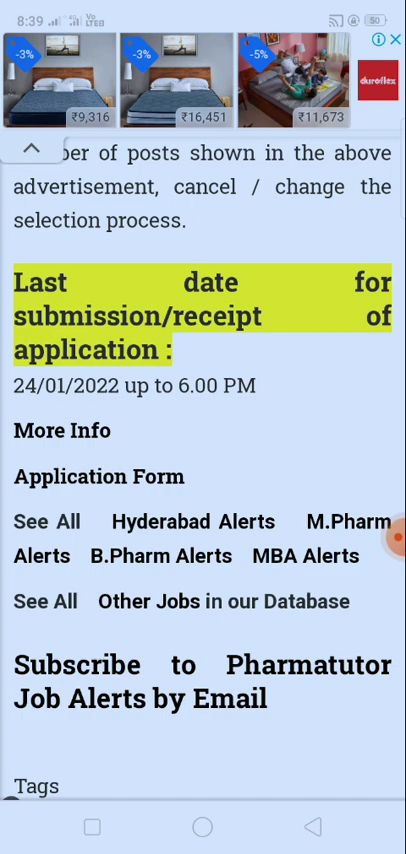 8:39 Vo LTEB 50
-3% -3% -5%
₹9,316 ₹16,451 ₹11,673 duroflex
ber of posts shown in the above
advertisement, cancel / change the
selection process.
Last date for
submission/receipt of
application :
24/01/2022 up to 6.00 PM
More Info
Application Form
See All Hyderabad Alerts M.Pharm
Alerts B.Pharm Alerts MBA Alerts
See All Other Jobs in our Database
Subscribe to Pharmatutor
Job Alerts by Email
Tags